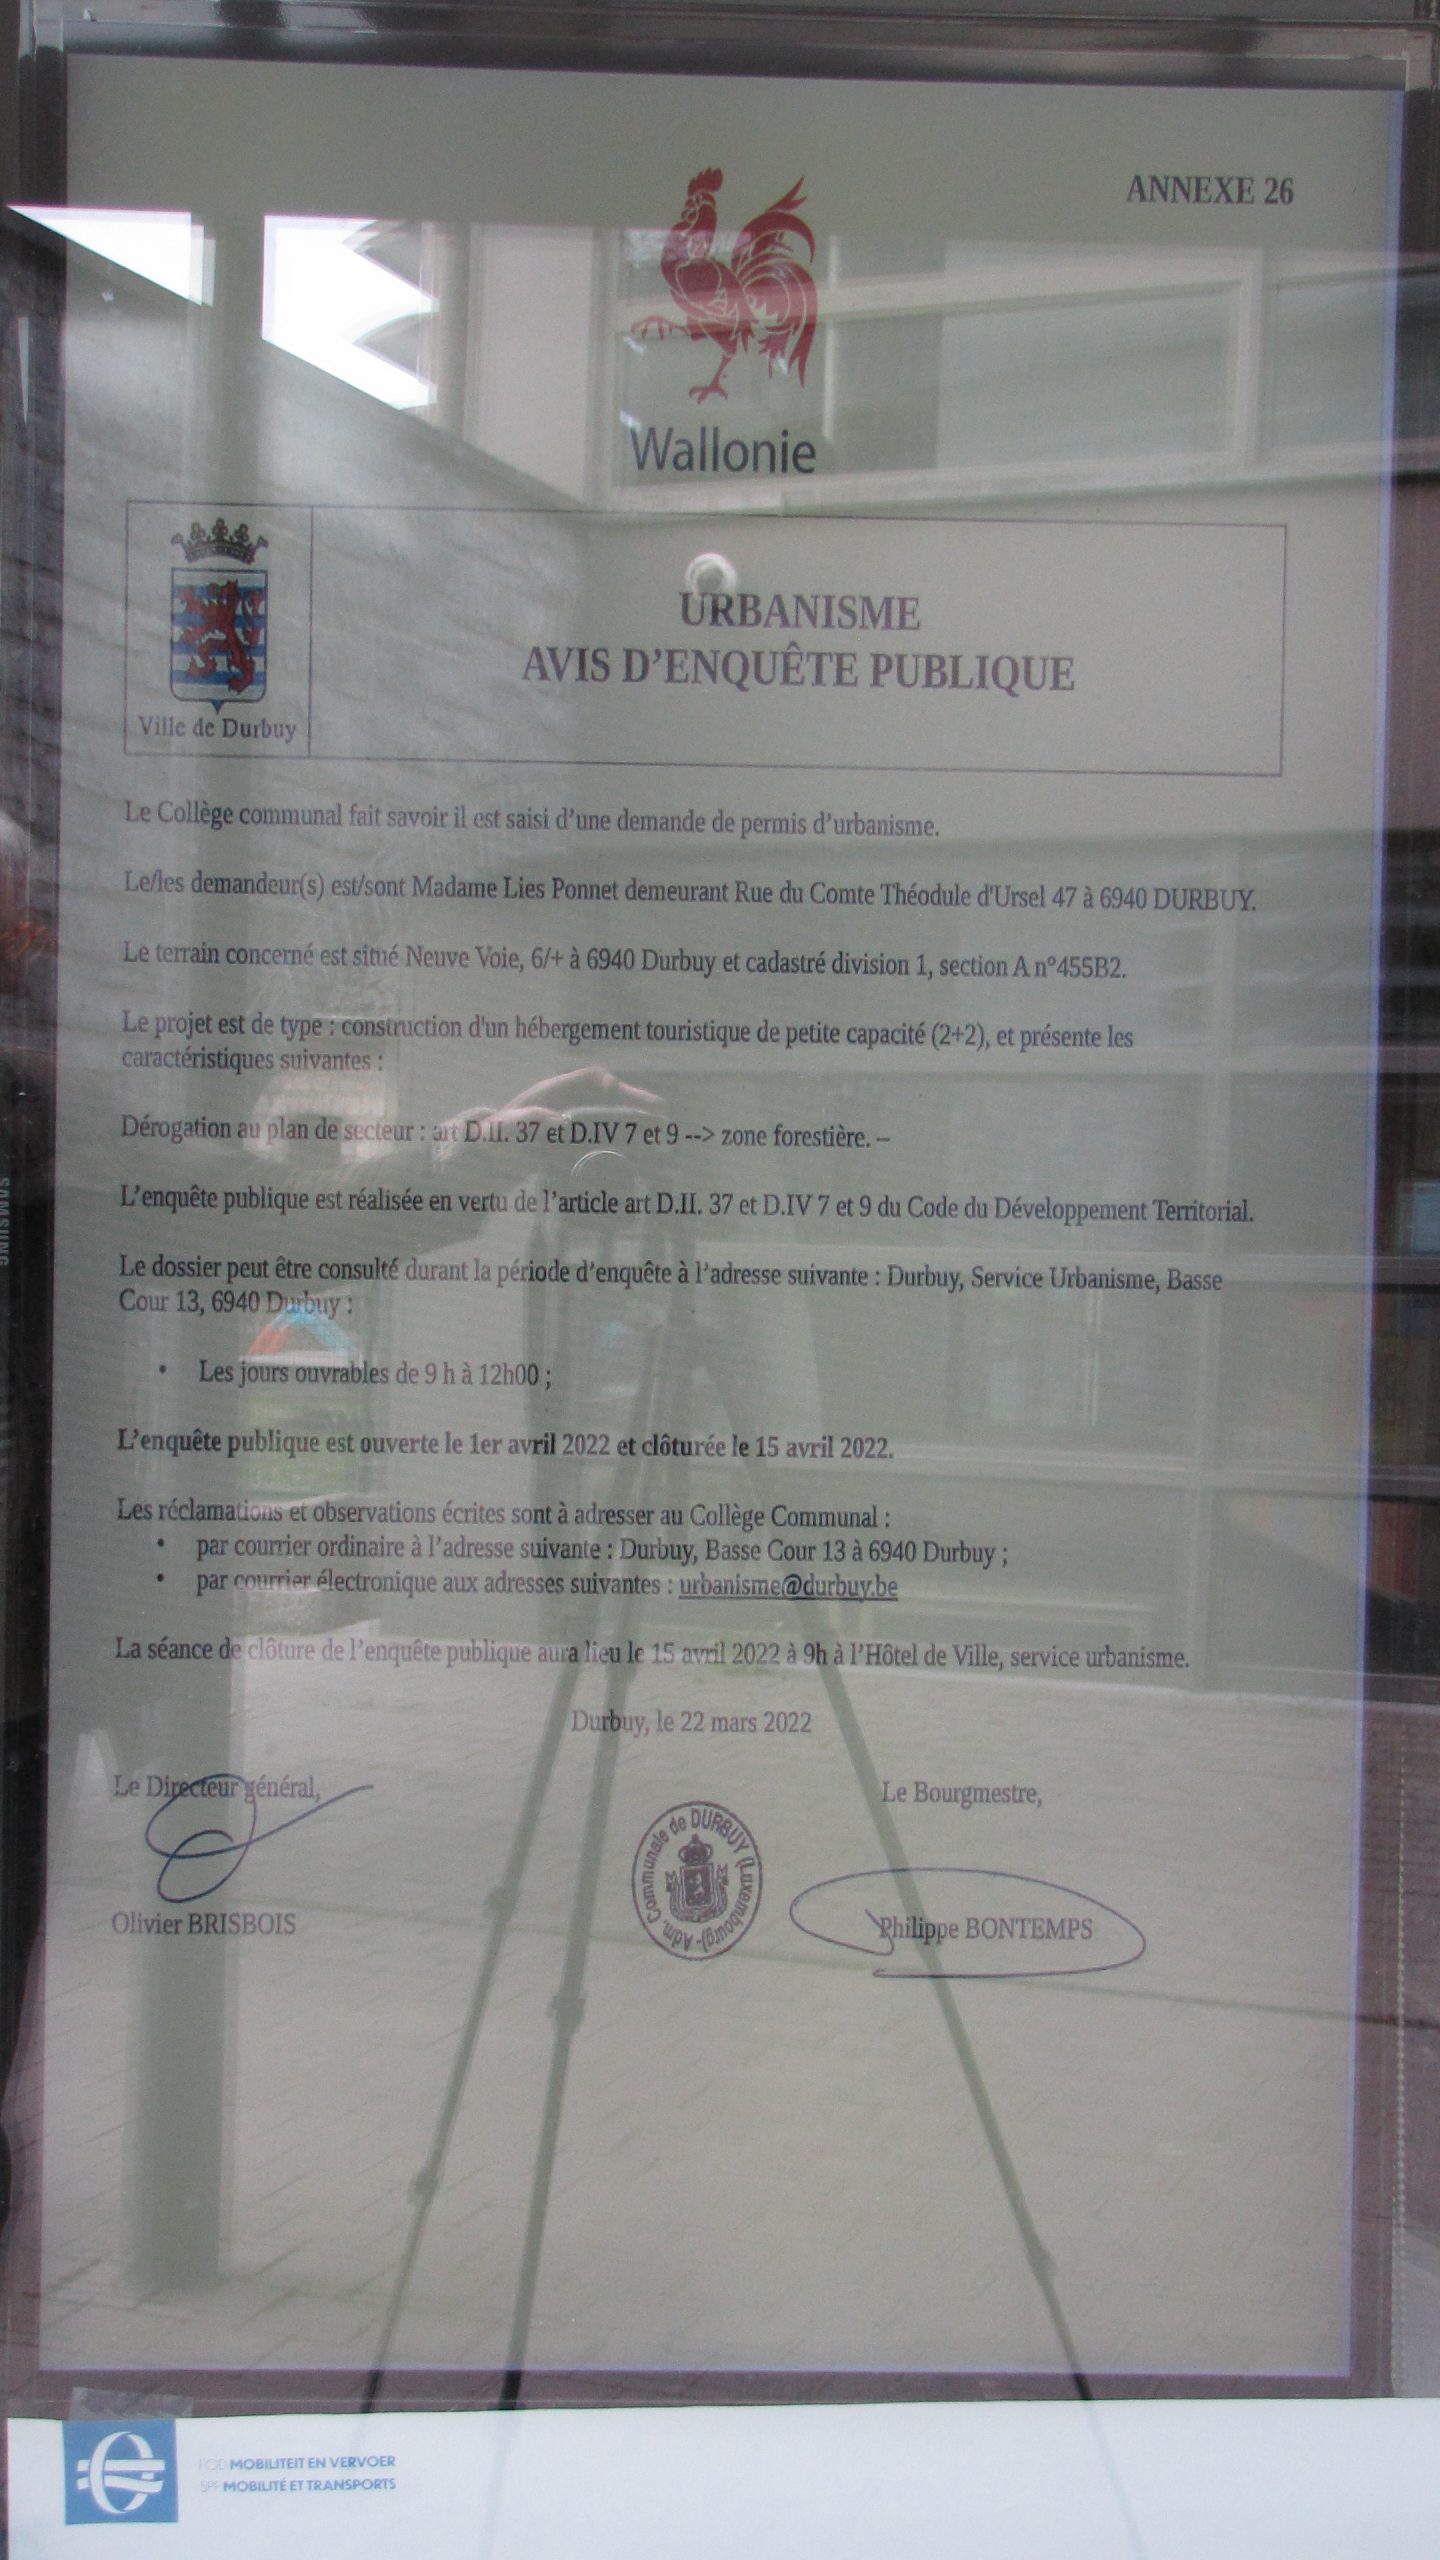 ANNEXE 26
Wallonie
Ville de Durbuy
URBANISME
AVIS D'ENQUÊTE PUBLIQUE
Le Collège communal fait savoir il est saisi d'une demande de permis d'urbanisme.
Le/les demandeur(s) est/sont Madame Lies Ponnet demeurant Rue du Comte Théodule d'Ursel 47 à 6940 DURBUY.
Le terrain concerné est situé Neuve Voie, 6/+ à 6940 Durbuy et cadastré division 1, section A n°455B2.
Le projet est de type : construction d'un hébergement touristique de petite capacité (2+2), et présente les
caractéristiques suivantes :
Dérogation au plan de secteur : art D.II. 37 et D.IV 7 et 9 --> zone forestière. –
L'enquête publique est réalisée en vertu de l'article art D.II. 37 et D.IV 7 et 9 du Code du Développement Territorial.
Le dossier peut être consulté durant la période d'enquête à l'adresse suivante : Durbuy, Service Urbanisme, Basse
Cour 13, 6940 Durbuy :
• Les jours ouvrables de 9 h à 12h00 ;
L'enquête publique est ouverte le 1er avril 2022 et clôturée le 15 avril 2022.
Les réclamations et observations écrites sont à adresser au Collège Communal :
• par courrier ordinaire à l'adresse suivante : Durbuy, Basse Cour 13 à 6940 Durbuy ;
• par courrier électronique aux adresses suivantes : urbanisme@durbuy.be
La séance de clôture de l'enquête publique aura lieu le 15 avril 2022 à 9h à l'Hôtel de Ville, service urbanisme.
Durbuy, le 22 mars 2022
Le Directeur général,
Le Bourgmestre,
Adm. Communale de DURBUY (Luxembourg)-
Olivier BRISBOIS
Philippe BONTEMPS
SAMSUNG
FOD MOBILITEIT EN VERVOER
SPF MOBILITÉ ET TRANSPORTS